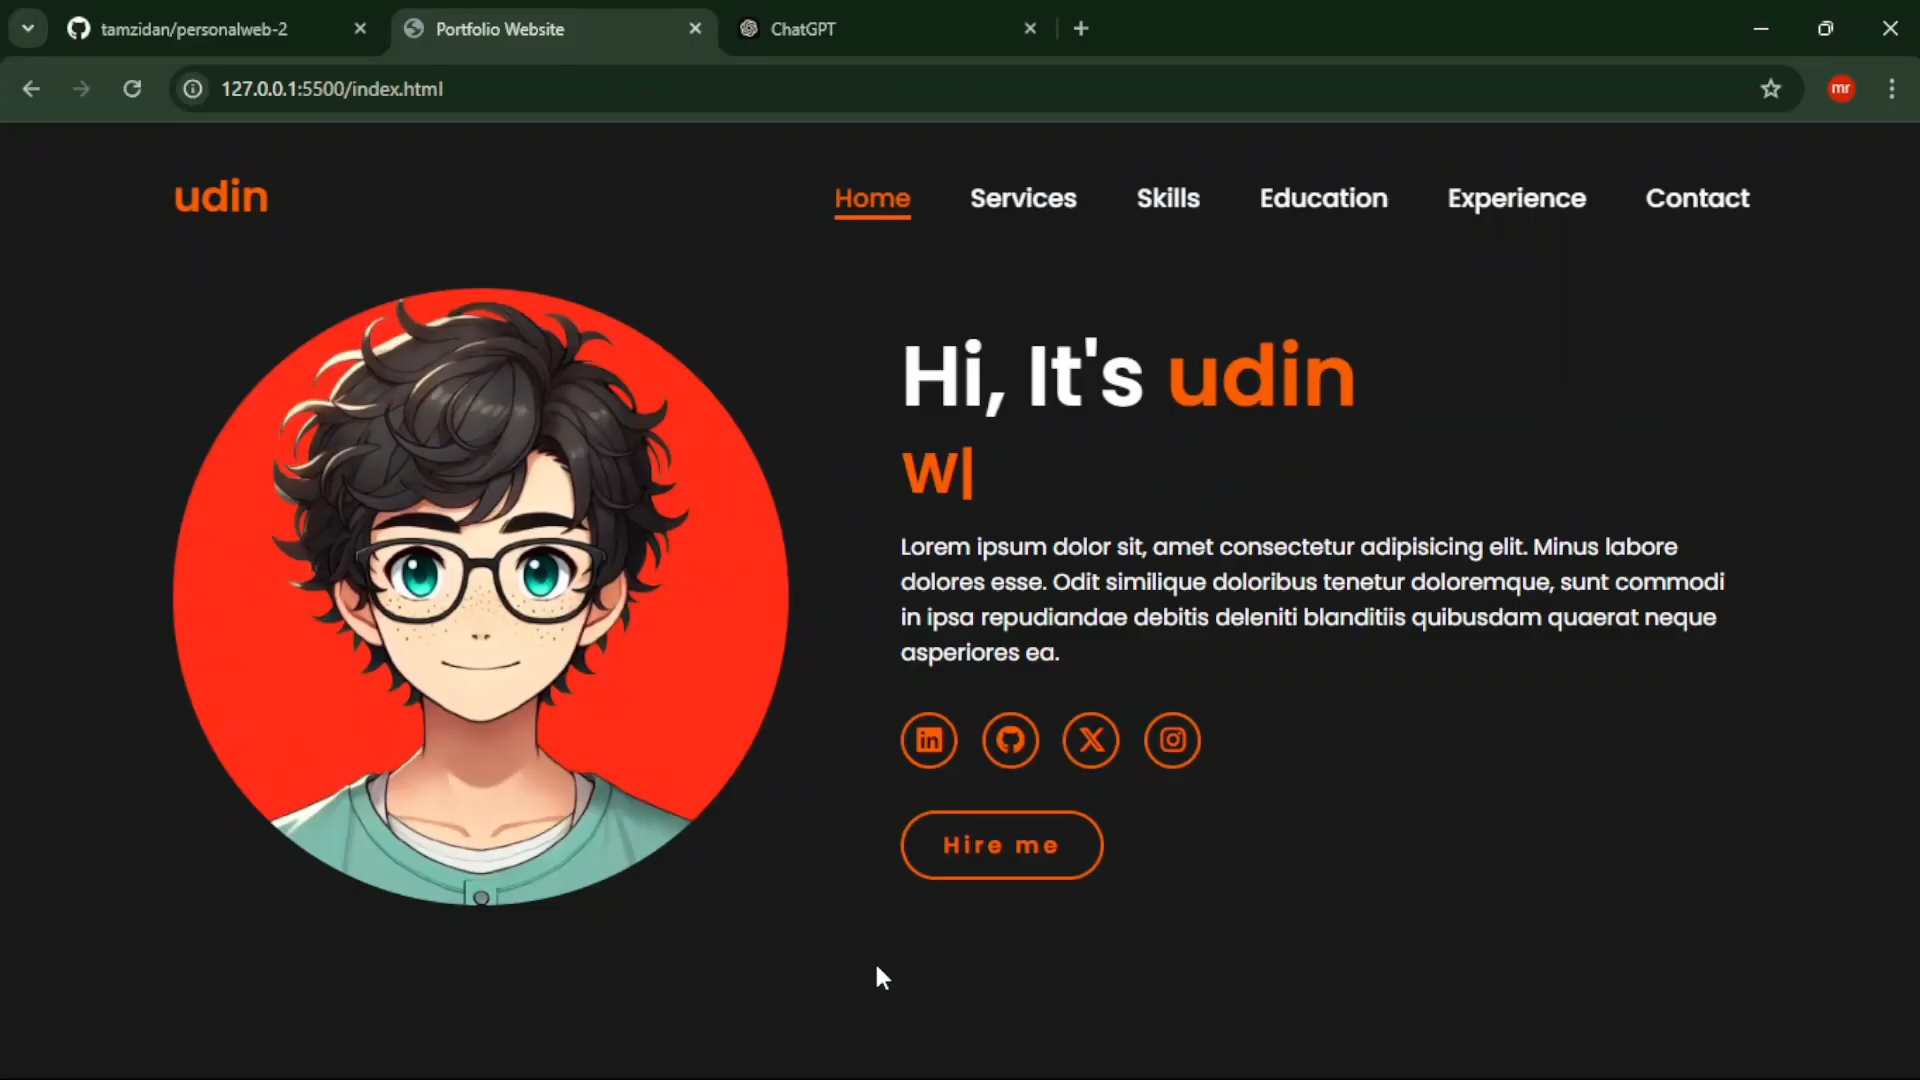 tamzidan/personalweb-2
Portfolio Website
ChatGPT
127.0.0.1:5500/index.html
mr
udin
Home Services Skills Education Experience Contact
Hi, It's udin
W|
Lorem ipsum dolor sit, amet consectetur adipisicing elit. Minus labore
dolores esse. Odit similique doloribus tenetur doloremque, sunt commodi
in ipsa repudiandae debitis deleniti blanditiis quibusdam quaerat neque
asperiores ea.
in
Hire me